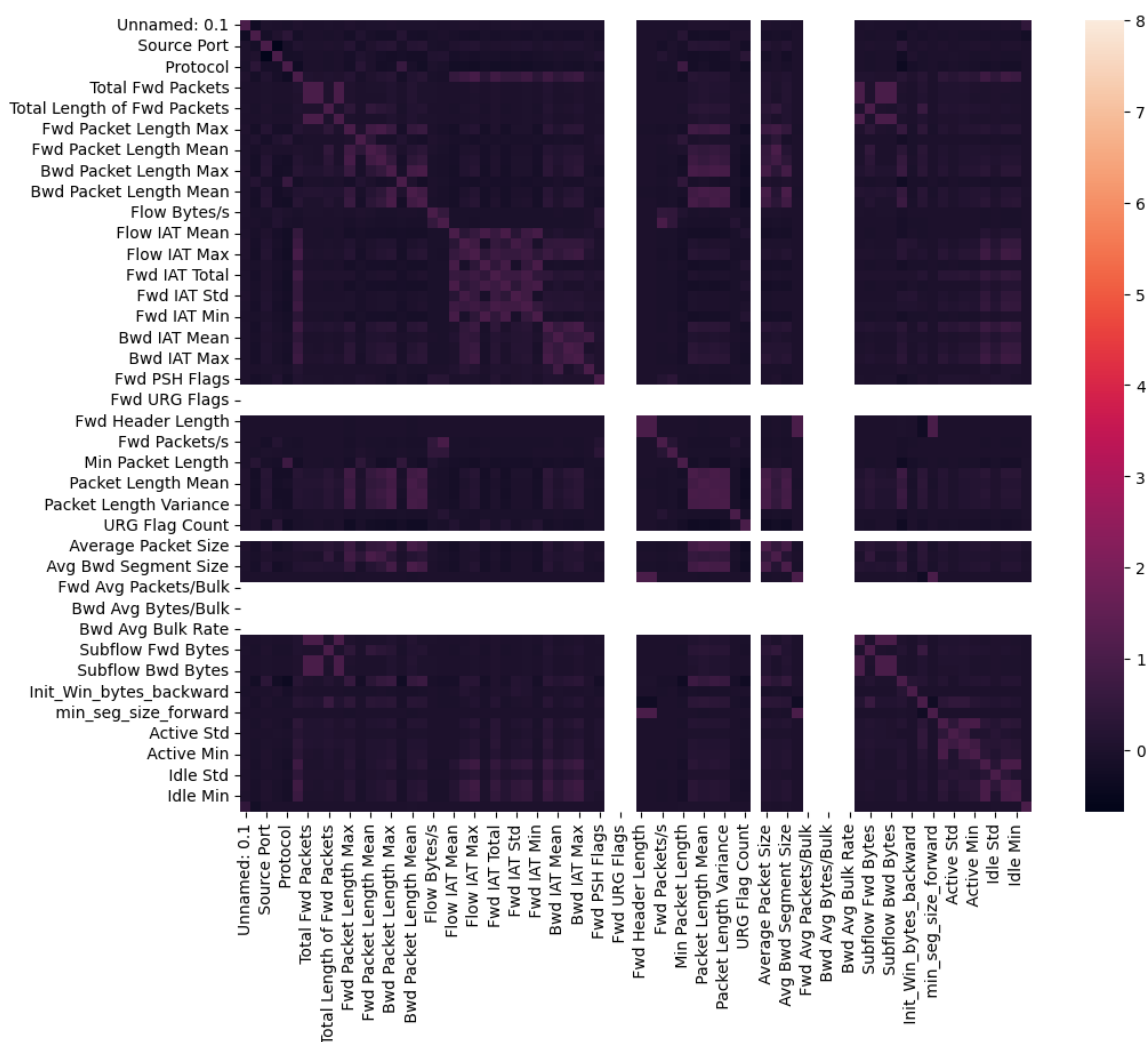 Unnamed: 0.1
Source Port
Protocol
Total Fwd Packets
Total Length of Fwd Packets
Fwd Packet Length Max
Fwd Packet Length Mean
Bwd Packet Length Max
Bwd Packet Length Mean
Flow Bytes/s
Flow IAT Mean
Flow IAT Max
Fwd IAT Total
Fwd IAT Std
Fwd IAT Min
Bwd IAT Mean
Bwd IAT Max
Fwd PSH Flags
Fwd URG Flags
Fwd Header Length
Fwd Packets/s
Min Packet Length
Packet Length Mean
Packet Length Variance
URG Flag Count
Average Packet Size
Avg Bwd Segment Size
Fwd Avg Packets/Bulk
Bwd Avg Bytes/Bulk
Bwd Avg Bulk Rate
Subflow Fwd Bytes
Subflow Bwd Bytes
Init_Win_bytes_backward
min_seg_size_forward
Active Std
Active Min
Idle Std
Idle Min
Unnamed: 0.1
Source Port
Protocol
Total Fwd Packets
Total Length of Fwd Packets
Fwd Packet Length Max
Fwd Packet Length Mean
Bwd Packet Length Max
Bwd Packet Length Mean
Flow Bytes/s
Flow IAT Mean
Flow IAT Max
Fwd IAT Total
Fwd IAT Std
Fwd IAT Min
Bwd IAT Mean
Bwd IAT Max
Fwd PSH Flags
Fwd URG Flags
Fwd Header Length
Fwd Packets/s
Min Packet Length
Packet Length Mean
Packet Length Variance
URG Flag Count
Average Packet Size
Avg Bwd Segment Size
Fwd Avg Packets/Bulk
Bwd Avg Bytes/Bulk
Bwd Avg Bulk Rate
Subflow Fwd Bytes
Subflow Bwd Bytes
Init_Win_bytes_backward
min_seg_size_forward
Active Std
Active Min
Idle Std
Idle Min
8
7
6
5
4
3
2
1
0